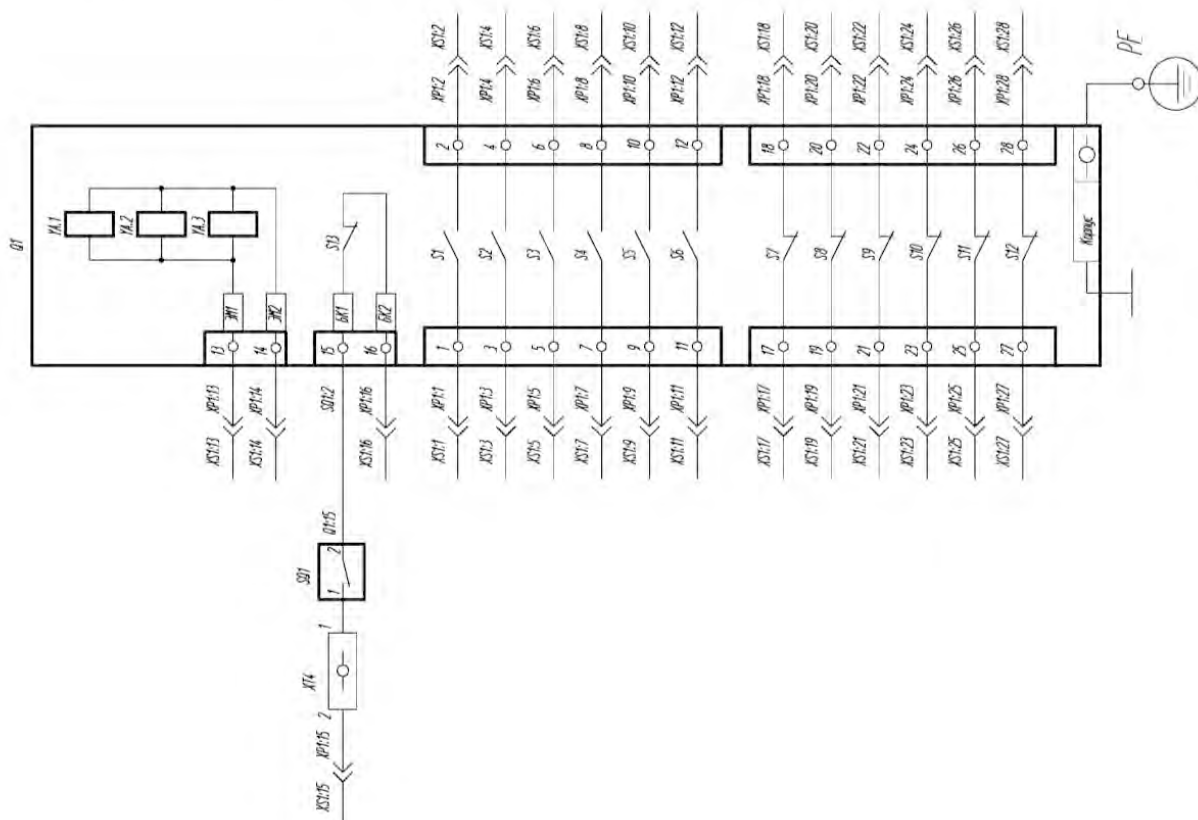 Q1
YA.1
YA.2
YA.3
ЭМ1
ЭМ2
13
14
XP1:13
XP1:14
XS1:13
XS1:14
S13
БК1
БК2
15
16
SQ1:2
XP1:16
XS1:16
Q1:15
SQ1
2
1
XT4
1
2
XP1:15
XS1:15
XS1:2
XS1:4
XS1:6
XS1:8
XS1:10
XS1:12
XP1:2
XP1:4
XP1:6
XP1:8
XP1:10
XP1:12
2
4
6
8
10
12
S1
S2
S3
S4
S5
S6
1
3
5
7
9
11
XP1:1
XP1:3
XP1:5
XP1:7
XP1:9
XP1:11
XS1:1
XS1:3
XS1:5
XS1:7
XS1:9
XS1:11
XS1:18
XS1:20
XS1:22
XS1:24
XS1:26
XS1:28
XP1:18
XP1:20
XP1:22
XP1:24
XP1:26
XP1:28
18
20
22
24
26
28
S7
S8
S9
S10
S11
S12
17
19
21
23
25
27
XP1:17
XP1:19
XP1:21
XP1:23
XP1:25
XP1:27
XS1:17
XS1:19
XS1:21
XS1:23
XS1:25
XS1:27
Корпус
PE